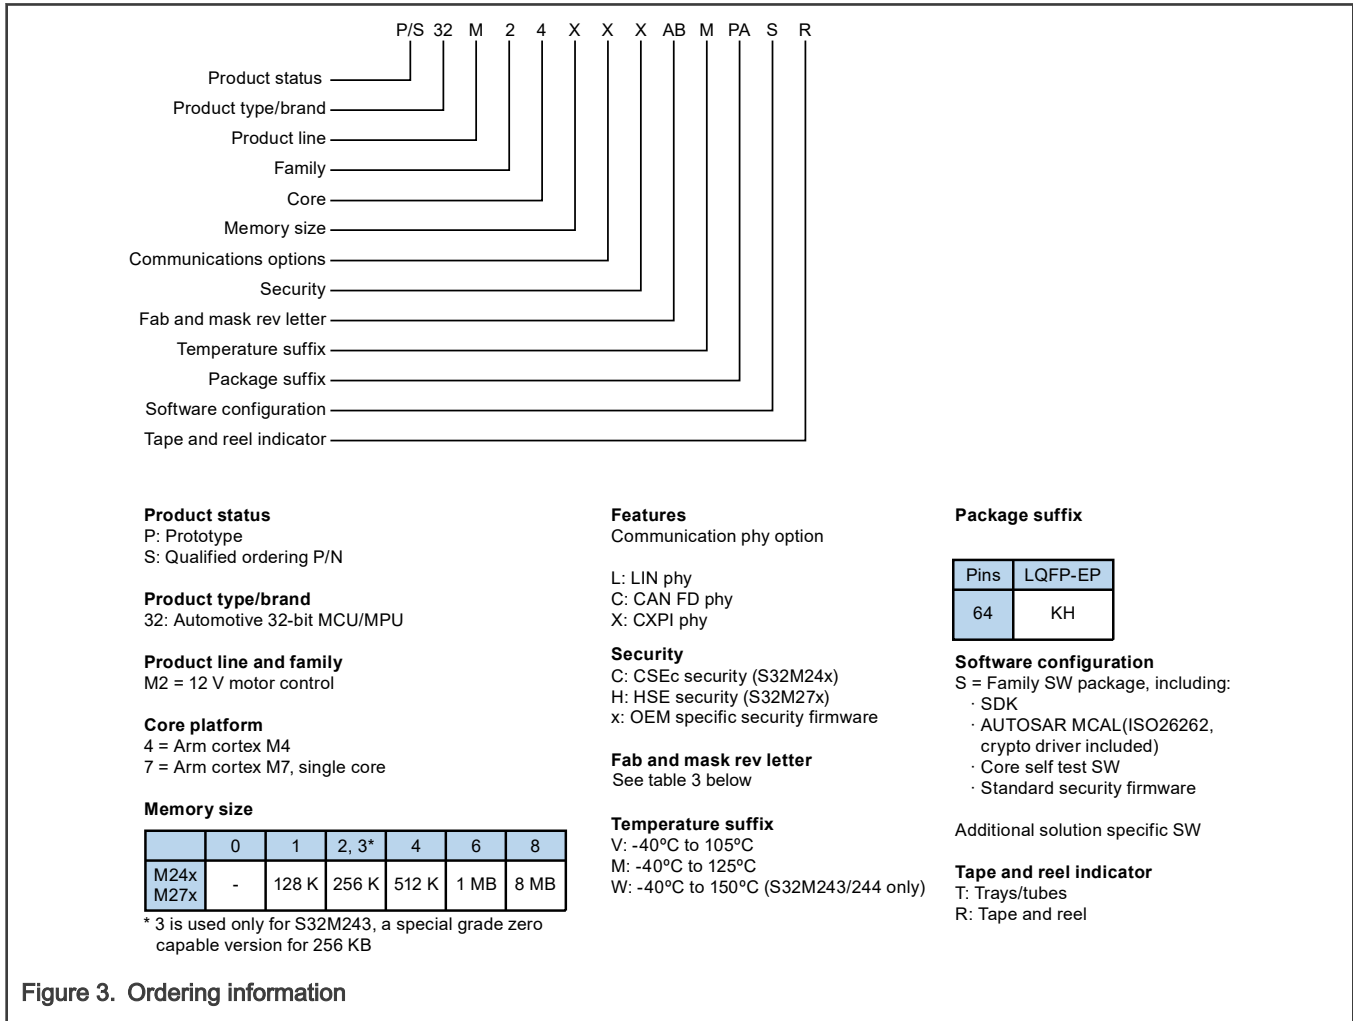 P/S 32 M 2 4 X X X AB M PA S R
Product status
Product type/brand
Product line
Family
Core
Memory size
Communications options
Security
Fab and mask rev letter
Temperature suffix
Package suffix
Software configuration
Tape and reel indicator
Product status
P: Prototype
S: Qualified ordering P/N
Product type/brand
32: Automotive 32-bit MCU/MPU
Product line and family
M2 = 12 V motor control
Core platform
4 = Arm cortex M4
7 = Arm cortex M7, single core
Memory size
0 1 2, 3* 4 6 8
M24x
M27x
- 128 K 256 K 512 K 1 MB 8 MB
* 3 is used only for S32M243, a special grade zero
capable version for 256 KB
Features
Communication phy option
L: LIN phy
C: CAN FD phy
X: CXPI phy
Security
C: CSEc security (S32M24x)
H: HSE security (S32M27x)
x: OEM specific security firmware
Fab and mask rev letter
See table 3 below
Temperature suffix
V: -40ºC to 105ºC
M: -40ºC to 125ºC
W: -40ºC to 150ºC (S32M243/244 only)
Package suffix
Pins LQFP-EP
64 KH
Software configuration
S = Family SW package, including:
· SDK
· AUTOSAR MCAL(ISO26262,
crypto driver included)
· Core self test SW
· Standard security firmware
Additional solution specific SW
Tape and reel indicator
T: Trays/tubes
R: Tape and reel
Figure 3. Ordering information